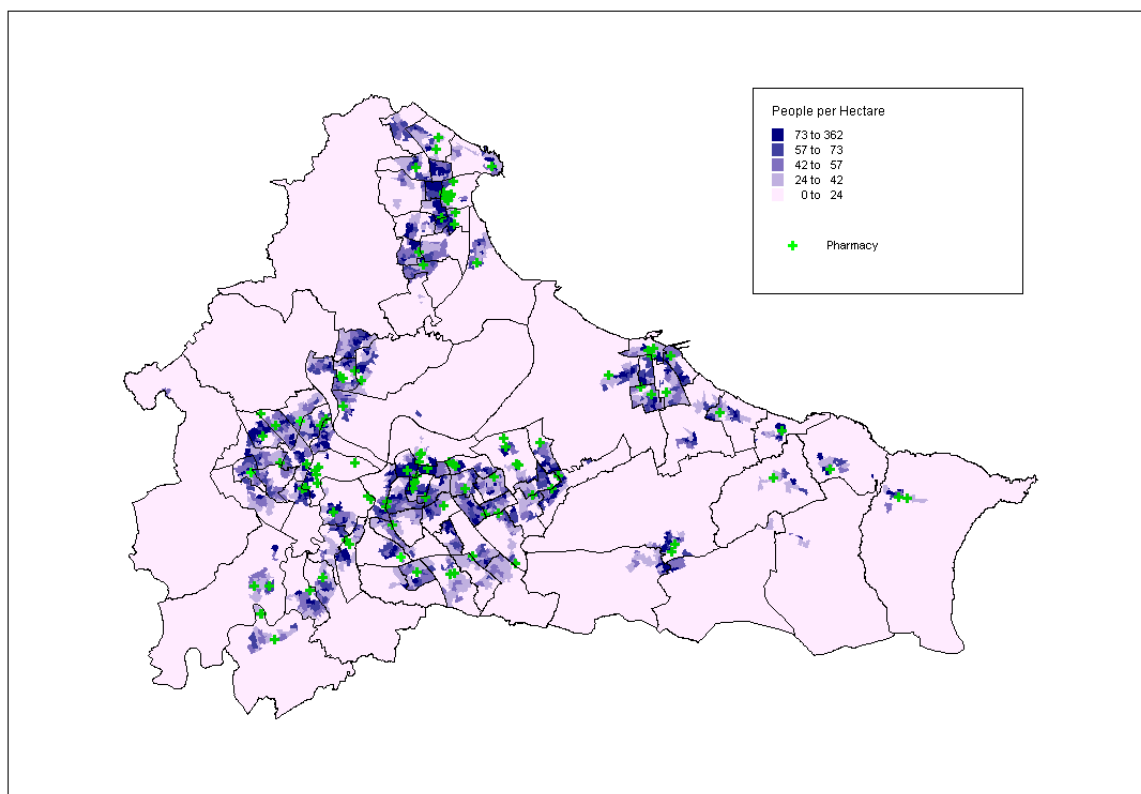 People per Hectare
73 to 362
57 to 73
42 to 57
24 to 42
0 to 24
Pharmacy